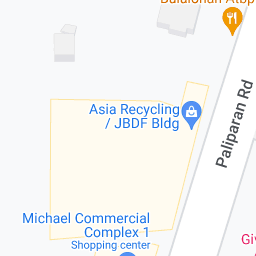 Asia Recycling
/ JBDF Bldg
Paliparan Rd
Michael Commercial
Complex 1
Shopping center